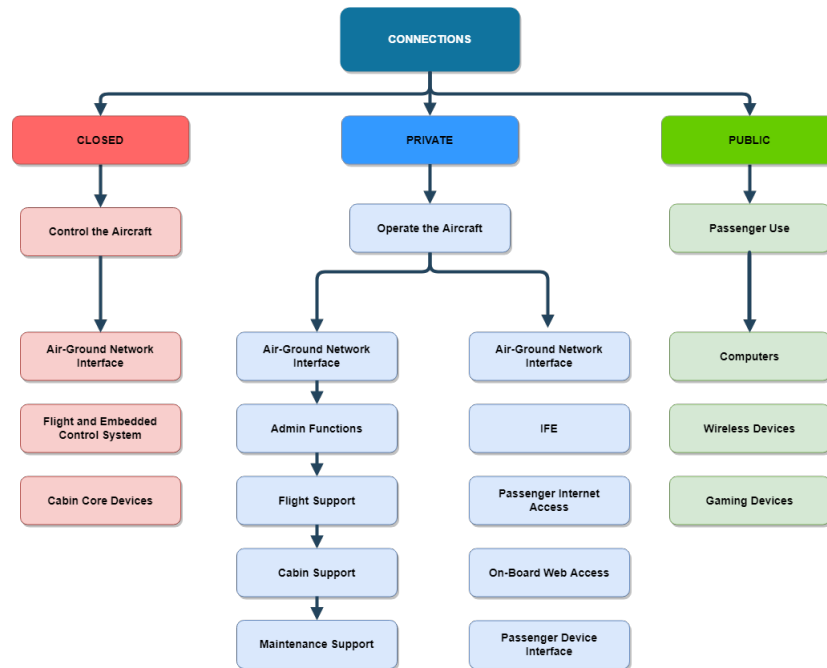 CONNECTIONS
CLOSED
PRIVATE
PUBLIC
Control the Aircraft
Operate the Aircraft
Passenger Use
Air-Ground Network
Interface
Air-Ground Network
Interface
Air-Ground Network
Interface
Computers
Flight and Embedded
Control System
Admin Functions
IFE
Wireless Devices
Cabin Core Devices
Flight Support
Passenger Internet
Access
Gaming Devices
Cabin Support
On-Board Web Access
Maintenance Support
Passenger Device
Interface